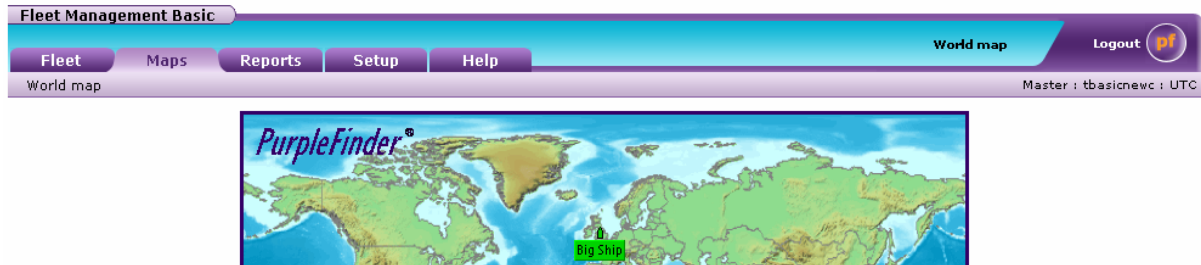 Fleet Management Basic
World map
Logout pf
Fleet Maps Reports Setup Help
World map
Master : tbasicnewc : UTC
PurpleFinder®
Big Ship